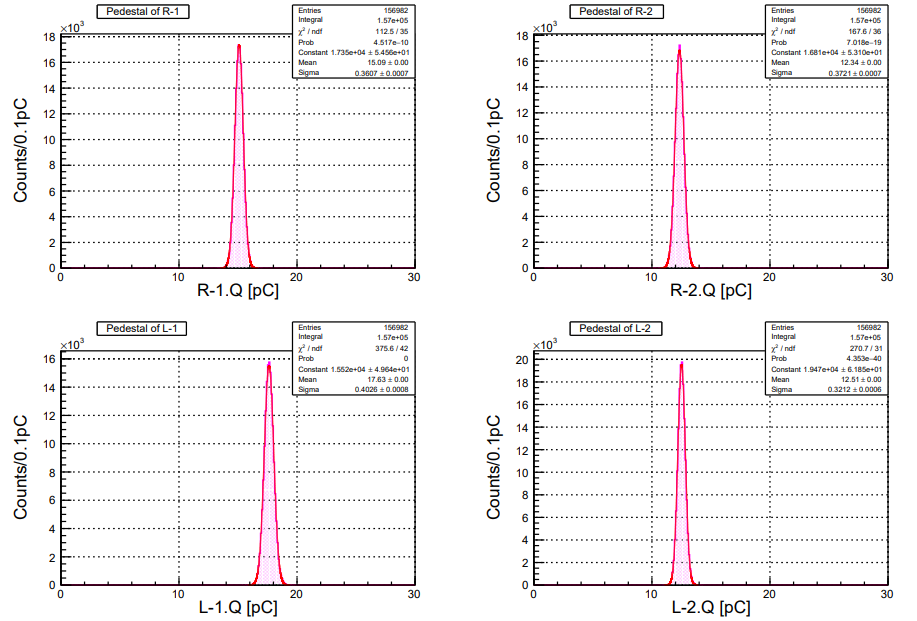 Pedestal of R-1
Entries 156982
Integral 1.57e+05
χ² / ndf 112.5 / 35
Prob 4.517e−10
Constant 1.735e+04 ± 5.456e+01
Mean 15.09 ± 0.00
Sigma 0.3607 ± 0.0007
×10³
18
16
14
12
10
8
6
4
2
0
Counts/0.1pC
0 10 20 30
R-1.Q [pC]
Pedestal of R-2
Entries 156982
Integral 1.57e+05
χ² / ndf 167.6 / 36
Prob 7.018e−19
Constant 1.681e+04 ± 5.310e+01
Mean 12.34 ± 0.00
Sigma 0.3721 ± 0.0007
×10³
18
16
14
12
10
8
6
4
2
0
Counts/0.1pC
0 10 20 30
R-2.Q [pC]
Pedestal of L-1
Entries 156982
Integral 1.57e+05
χ² / ndf 375.6 / 42
Prob 0
Constant 1.552e+04 ± 4.964e+01
Mean 17.63 ± 0.00
Sigma 0.4026 ± 0.0008
×10³
16
14
12
10
8
6
4
2
0
Counts/0.1pC
0 10 20 30
L-1.Q [pC]
Pedestal of L-2
Entries 156982
Integral 1.57e+05
χ² / ndf 270.7 / 31
Prob 4.353e−40
Constant 1.947e+04 ± 6.185e+01
Mean 12.51 ± 0.00
Sigma 0.3212 ± 0.0006
×10³
20
18
16
14
12
10
8
6
4
2
0
Counts/0.1pC
0 10 20 30
L-2.Q [pC]